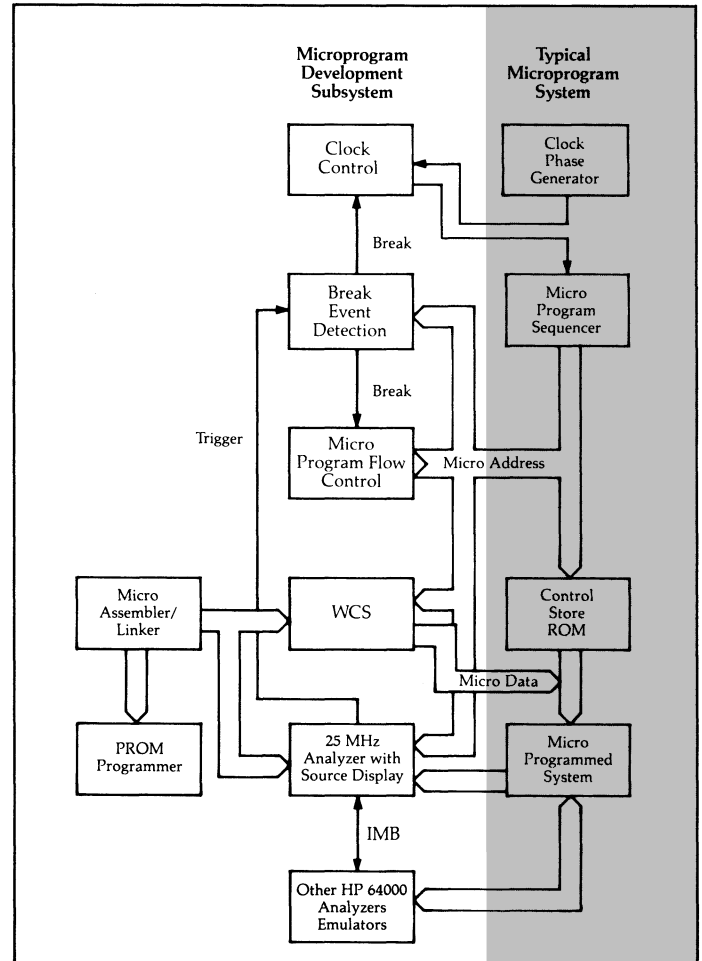 Microprogram
Development
Subsystem
Typical
Microprogram
System
Clock
Control
Clock
Phase
Generator
Break
Break
Event
Detection
Micro
Program
Sequencer
Break
Trigger
Micro
Program Flow
Control
Micro Address
Micro
Assembler/
Linker
WCS
Control
Store
ROM
Micro Data
PROM
Programmer
25 MHz
Analyzer with
Source Display
Micro
Programmed
System
IMB
Other HP 64000
Analyzers
Emulators